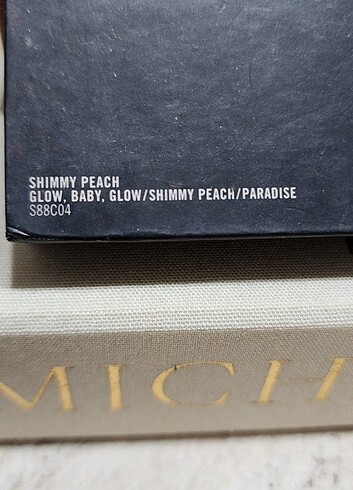 SHIMMY PEACH
GLOW, BABY, GLOW/SHIMMY PEACH/PARADISE
S88C04
MICH